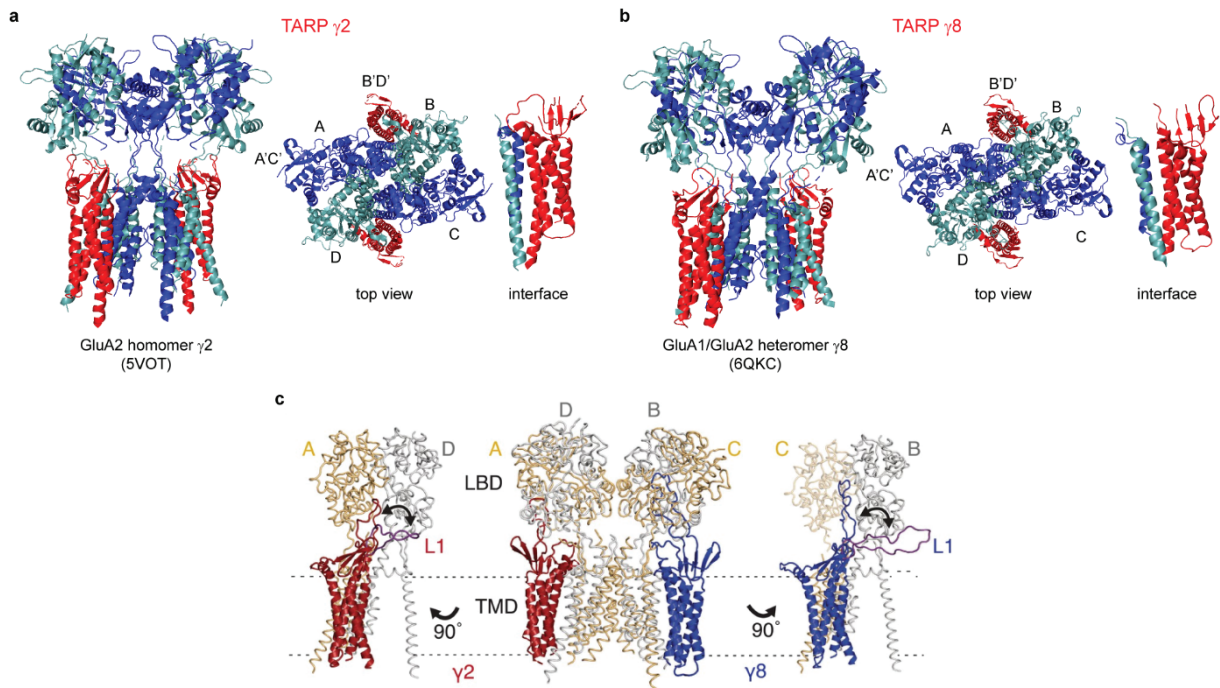 a
TARP γ2
B'D'
B
A
A'C'
C
D
top view
interface
GluA2 homomer γ2
(5VOT)
b
TARP γ8
B'D'
B
A
A'C'
C
D
top view
interface
GluA1/GluA2 heteromer γ8
(6QKC)
c
A
D
L1
90°
γ2
D
B
A
C
LBD
TMD
γ8
90°
C
B
L1